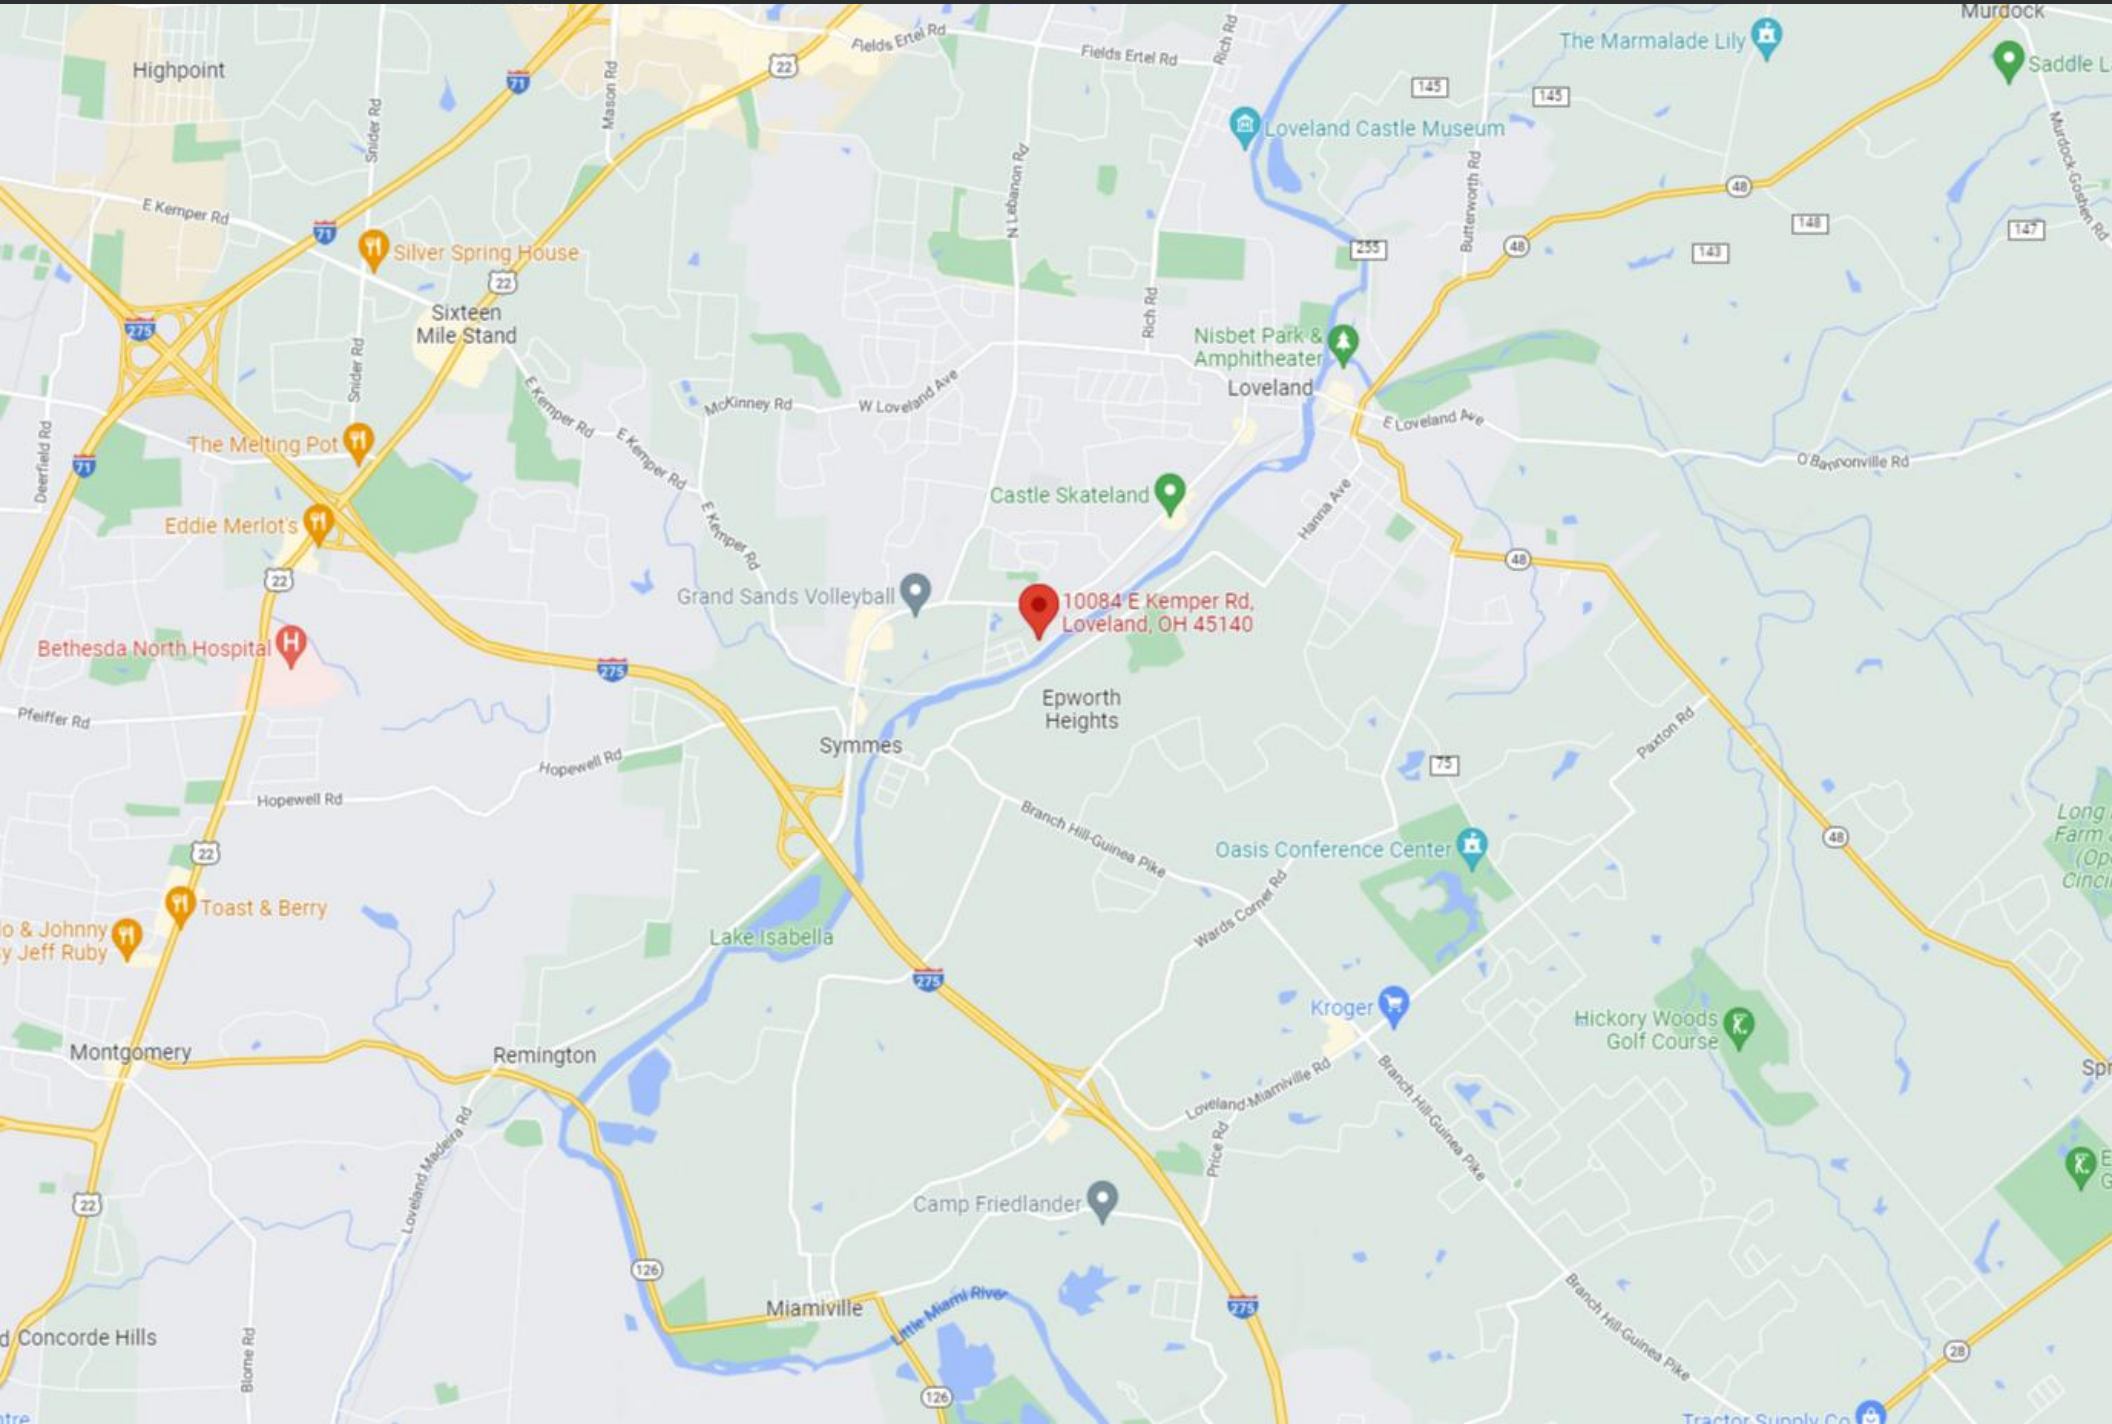 Murdock
The Marmalade Lily
Saddle L
Fields Ertel Rd
Fields Ertel Rd
Rich Rd
22
Highpoint
71
Mason Rd
Snider Rd
145
145
Loveland Castle Museum
Murdock-Goshen Rd
N Lebanon Rd
Butterworth Rd
48
E Kemper Rd
71
148
147
Silver Spring House
255
48
143
22
Sixteen
Mile Stand
275
Rich Rd
Nisbet Park &
Amphitheater
Loveland
Snider Rd
E Kemper Rd
McKinney Rd
W Loveland Ave
E Loveland Ave
The Melting Pot
E Kemper Rd
O'Bannonville Rd
71
Deerfield Rd
Castle Skateland
Hanna Ave
Eddie Merlot's
E Kemper Rd
48
22
Grand Sands Volleyball
10084 E Kemper Rd,
Loveland, OH 45140
Bethesda North Hospital
275
Epworth
Heights
Pfeiffer Rd
Symmes
Paxton Rd
Hopewell Rd
75
Hopewell Rd
Branch Hill-Guinea Pike
Long
Farm
(Op
Cinci
48
Oasis Conference Center
22
Wards Corner Rd
Toast & Berry
o & Johnny
y Jeff Ruby
Lake Isabella
275
Kroger
Hickory Woods
Golf Course
Montgomery
Remington
Spr
Loveland-Miamiville Rd
Branch Hill-Guinea Pike
Loveland Madeira Rd
Price Rd
E
G
22
Camp Friedlander
126
Miamiville
Little Miami River
275
Branch Hill-Guinea Pike
d Concorde Hills
Blome Rd
28
126
ntre
Tractor Supply Co